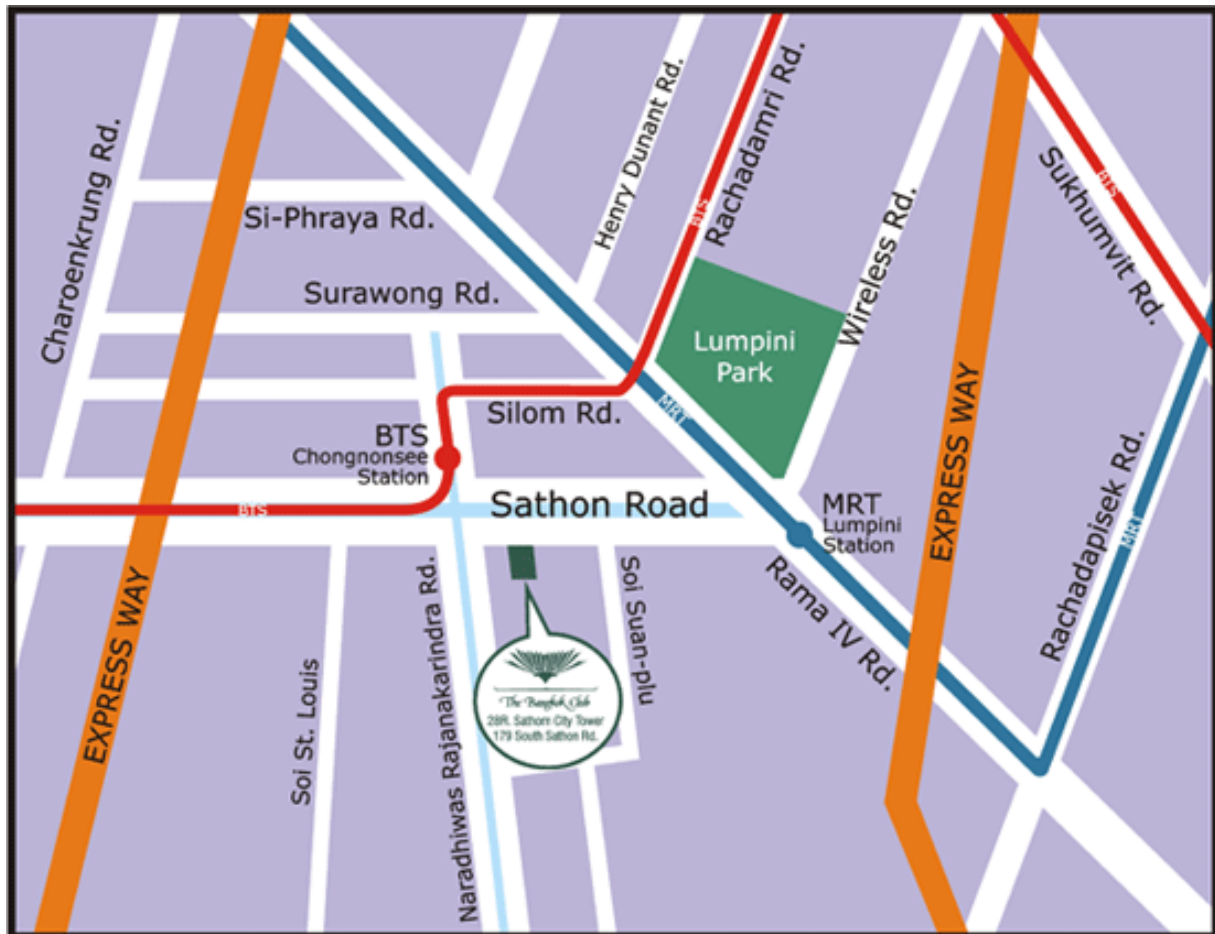 Charoenkrung Rd.
Si-Phraya Rd.
Surawong Rd.
Henry Dunant Rd.
BTS
Rachadamri Rd.
Wireless Rd.
BTS
Sukhumvit Rd.
Lumpini
Park
MRT
Silom Rd.
BTS
Chongnonsee
Station
BTS
Sathon Road
MRT
Lumpini
Station
EXPRESS WAY
Rachadapisek Rd.
MRT
Rama IV Rd.
EXPRESS WAY
Soi St. Louis
Naradhiwas Rajanakarindra Rd.
Soi Suan-plu
The Bangkok Club
28fl. Sathorn City Tower
179 South Sathon Rd.